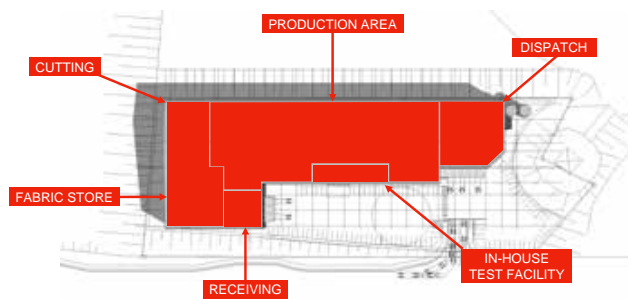 PRODUCTION AREA
DISPATCH
CUTTING
FABRIC STORE
IN-HOUSE
TEST FACILITY
RECEIVING